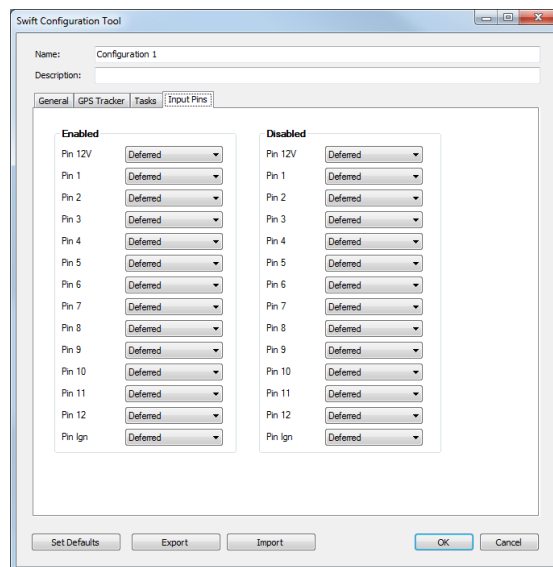 Swift Configuration Tool
Name: Configuration 1
Description:
General GPS Tracker Tasks Input Pins
Enabled Disabled
Pin 12V Deferred Pin 12V Deferred
Pin 1 Deferred Pin 1 Deferred
Pin 2 Deferred Pin 2 Deferred
Pin 3 Deferred Pin 3 Deferred
Pin 4 Deferred Pin 4 Deferred
Pin 5 Deferred Pin 5 Deferred
Pin 6 Deferred Pin 6 Deferred
Pin 7 Deferred Pin 7 Deferred
Pin 8 Deferred Pin 8 Deferred
Pin 9 Deferred Pin 9 Deferred
Pin 10 Deferred Pin 10 Deferred
Pin 11 Deferred Pin 11 Deferred
Pin 12 Deferred Pin 12 Deferred
Pin Ign Deferred Pin Ign Deferred
Set Defaults Export Import OK Cancel